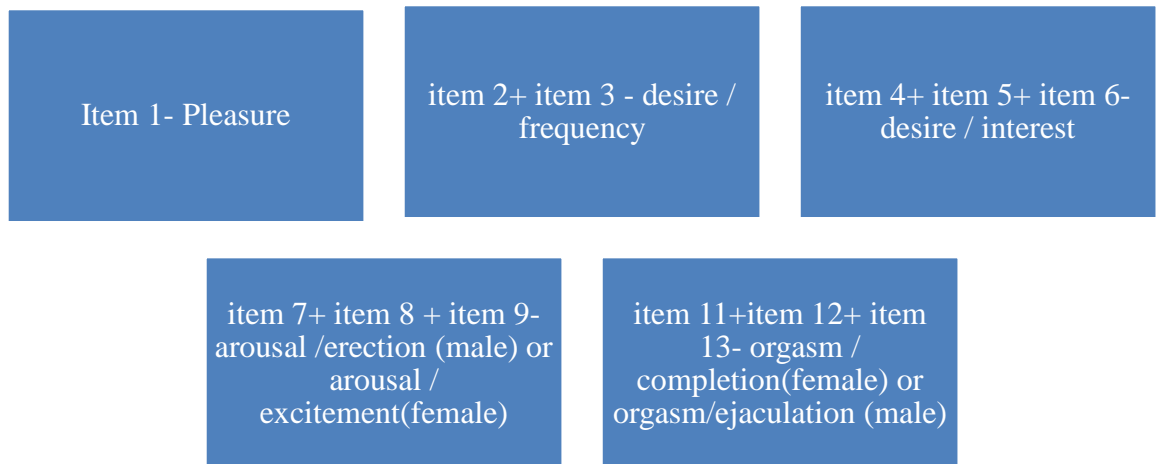 Item 1- Pleasure
item 2+ item 3 - desire /
frequency
item 4+ item 5+ item 6-
desire / interest
item 7+ item 8 + item 9-
arousal /erection (male) or
arousal /
excitement(female)
item 11+item 12+ item
13- orgasm /
completion(female) or
orgasm/ejaculation (male)